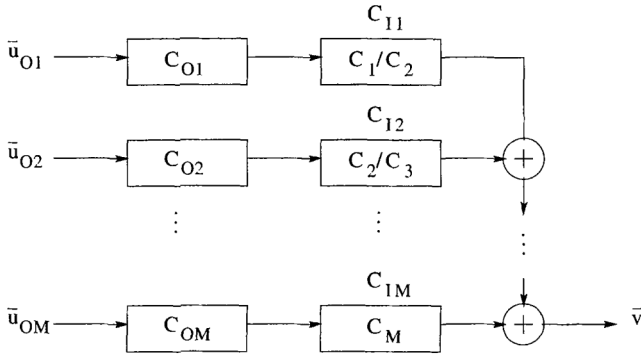 C_I1
ū_O1 C_O1 C_1/C_2
C_I2
ū_O2 C_O2 C_2/C_3 +
⋮ ⋮ ⋮
C_IM
ū_OM C_OM C_M + v̄